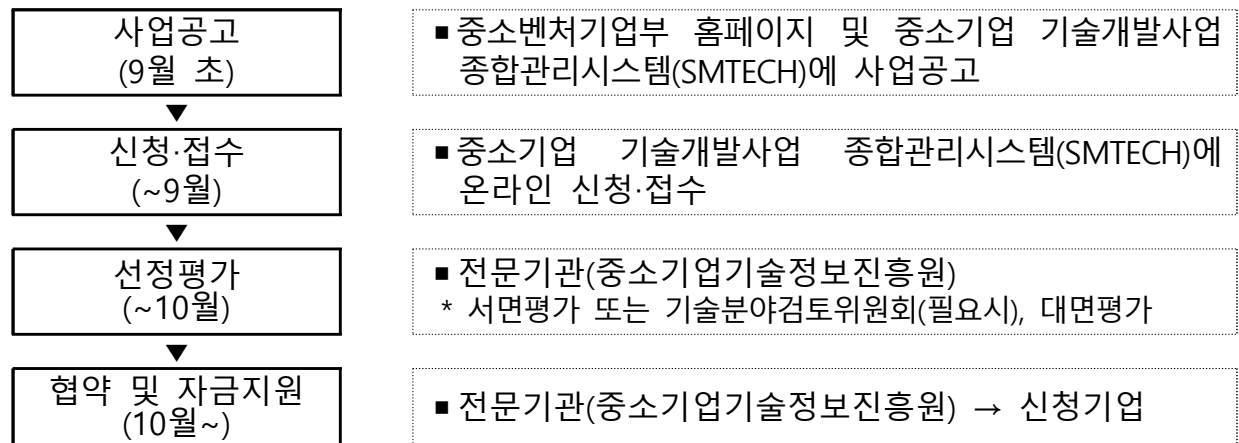 사업공고
(9월 초)
■ 중소벤처기업부 홈페이지 및 중소기업 기술개발사업
종합관리시스템(SMTECH)에 사업공고
▼
신청·접수
(~9월)
■ 중소기업 기술개발사업 종합관리시스템(SMTECH)에
온라인 신청·접수
▼
선정평가
(~10월)
■ 전문기관(중소기업기술정보진흥원)
* 서면평가 또는 기술분야검토위원회(필요시), 대면평가
▼
협약 및 자금지원
(10월~)
■ 전문기관(중소기업기술정보진흥원) → 신청기업